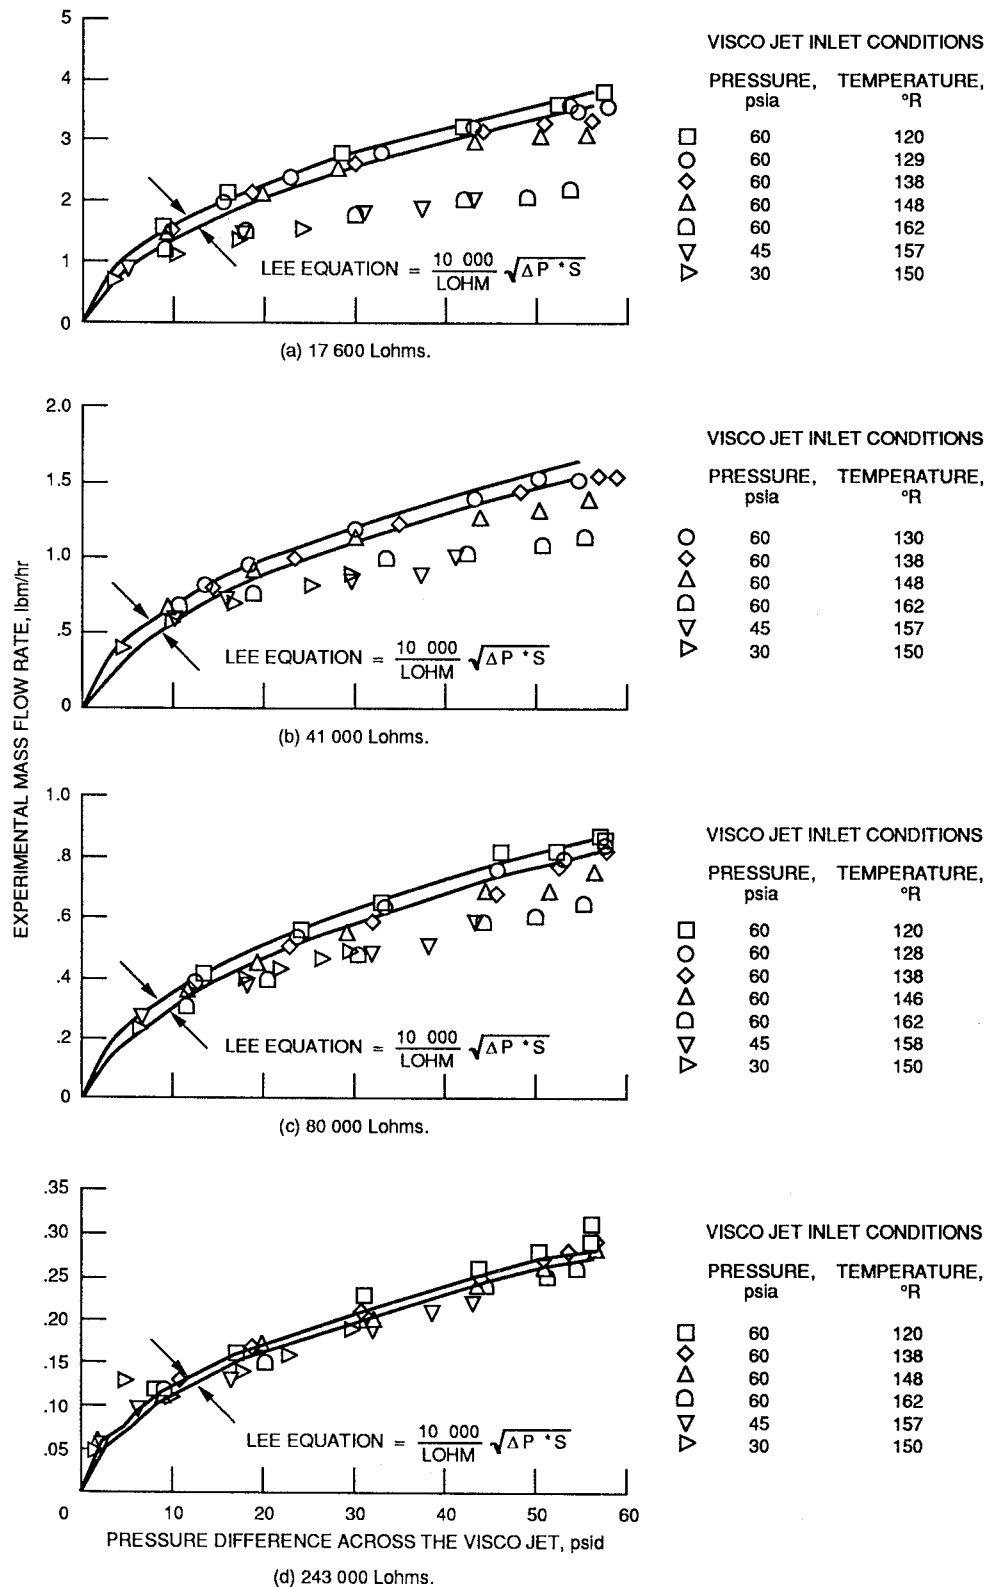 EXPERIMENTAL MASS FLOW RATE, lbm/hr
5
4
3
2
1
0
LEE EQUATION = 10 000 / LOHM √ΔP * S
(a) 17 600 Lohms.
VISCO JET INLET CONDITIONS
PRESSURE, psia TEMPERATURE, °R
60 120
60 129
60 138
60 148
60 162
45 157
30 150
2.0
1.5
1.0
.5
0
LEE EQUATION = 10 000 / LOHM √ΔP * S
(b) 41 000 Lohms.
VISCO JET INLET CONDITIONS
PRESSURE, psia TEMPERATURE, °R
60 130
60 138
60 148
60 162
45 157
30 150
1.0
.8
.6
.4
.2
0
LEE EQUATION = 10 000 / LOHM √ΔP * S
(c) 80 000 Lohms.
VISCO JET INLET CONDITIONS
PRESSURE, psia TEMPERATURE, °R
60 120
60 128
60 138
60 146
60 162
45 158
30 150
.35
.30
.25
.20
.15
.10
.05
LEE EQUATION = 10 000 / LOHM √ΔP * S
0 10 20 30 40 50 60
PRESSURE DIFFERENCE ACROSS THE VISCO JET, psid
(d) 243 000 Lohms.
VISCO JET INLET CONDITIONS
PRESSURE, psia TEMPERATURE, °R
60 120
60 138
60 148
60 162
45 157
30 150